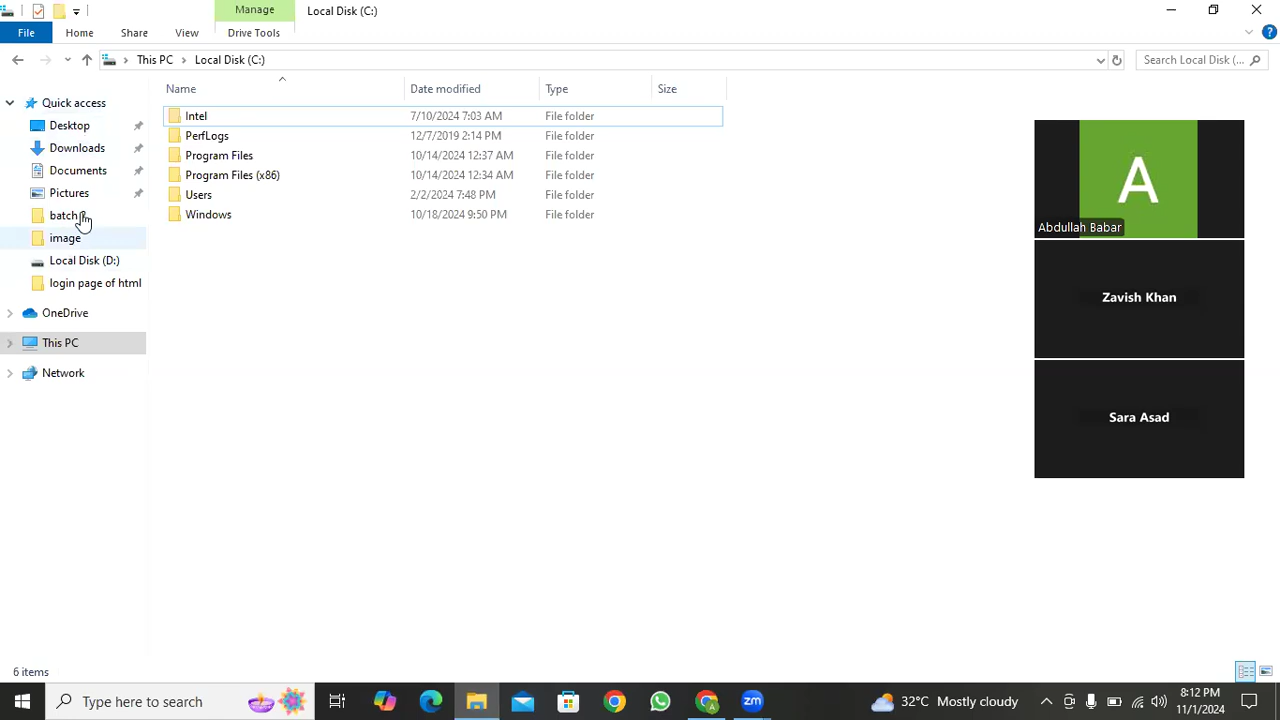 Manage
Local Disk (C:)
File
Home
Share
View
Drive Tools
This PC
Local Disk (C:)
Search Local Disk (...
Name
Date modified
Type
Size
Quick access
Desktop
Downloads
Documents
Pictures
image
Local Disk (D:)
login page of html
OneDrive
This PC
Network
Intel
7/10/2024 7:03 AM
File folder
PerfLogs
12/7/2019 2:14 PM
File folder
Program Files
10/14/2024 12:37 AM
File folder
Program Files (x86)
10/14/2024 12:34 AM
File folder
Users
2/2/2024 7:48 PM
File folder
Windows
10/18/2024 9:50 PM
File folder
A
Abdullah Babar
Zavish Khan
Sara Asad
6 items
Type here to search
zm
32°C Mostly cloudy
8:12 PM
11/1/2024